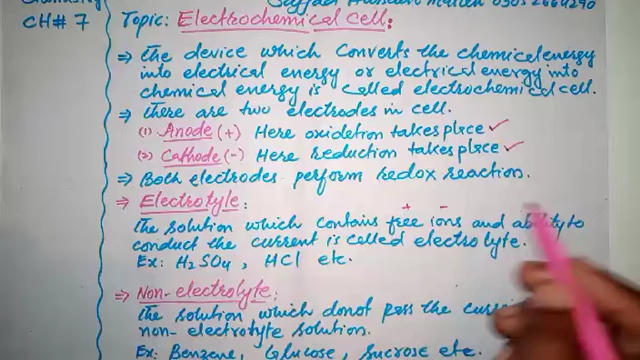 CH# 7 Topic: Electrochemical cell:
⇒ the device which converts the chemical energy
into electrical energy or electrical energy into
chemical energy is called electrochemical cell.
⇒ there are two electrodes in cell.
(1) Anode (+) Here oxidetion takes place ✓
(2) Cathode (-) Here reduction takes place ✓
⇒ Both electrodes perform redox reaction.
⇒ Electrotyle:
+ -
the solution which contains free ions and ability to
conduct the current is called electrolyte.
Ex: H₂SO₄, HCl etc.
⇒ Non-electrolyte:
the solution which donot pass the
non-electrolyte solution.
Ex: Benzene, Glucose, Sucrose etc.